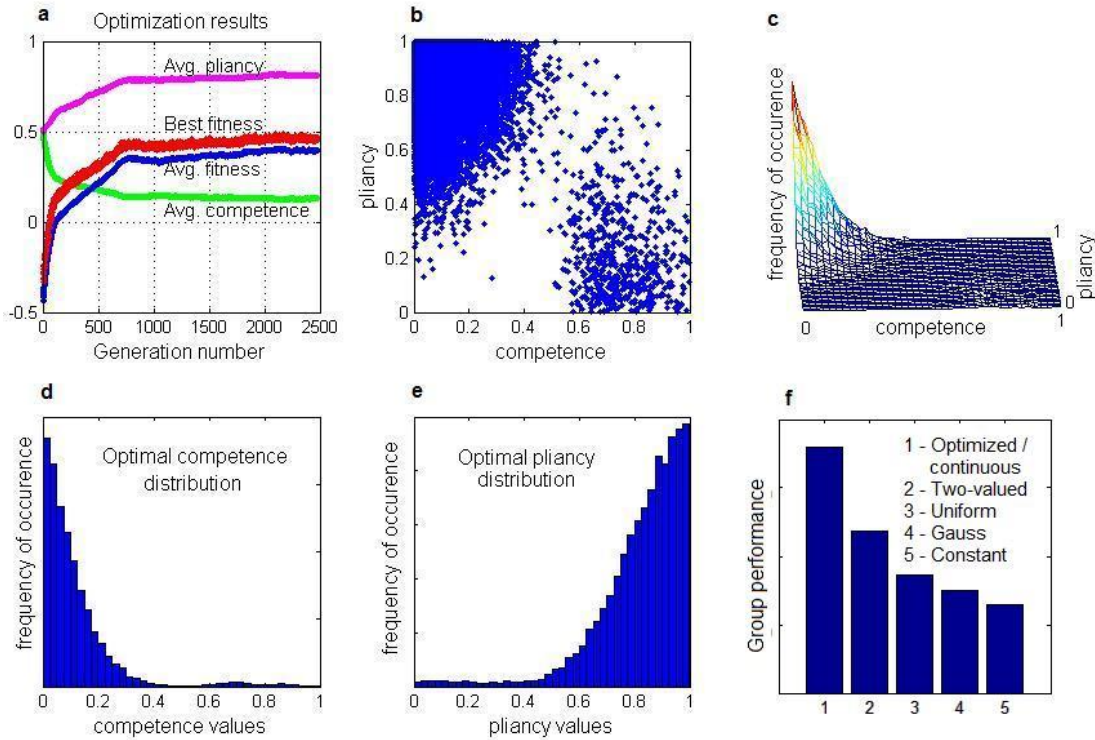 a
Optimization results
1
0.5
0
-0.5
Avg. pliancy
Best fitness
Avg. fitness
Avg. competence
0 500 1000 1500 2000 2500
Generation number
b
pliancy
1
0.8
0.6
0.4
0.2
0
0 0.2 0.4 0.6 0.8 1
competence
c
frequency of occurence
1
pliancy
0
0
competence
1
d
frequency of occurence
Optimal competence
distribution
0 0.2 0.4 0.6 0.8 1
competence values
e
frequency of occurence
Optimal pliancy
distribution
0 0.2 0.4 0.6 0.8 1
pliancy values
f
Group performance
1 - Optimized /
continuous
2 - Two-valued
3 - Uniform
4 - Gauss
5 - Constant
1 2 3 4 5